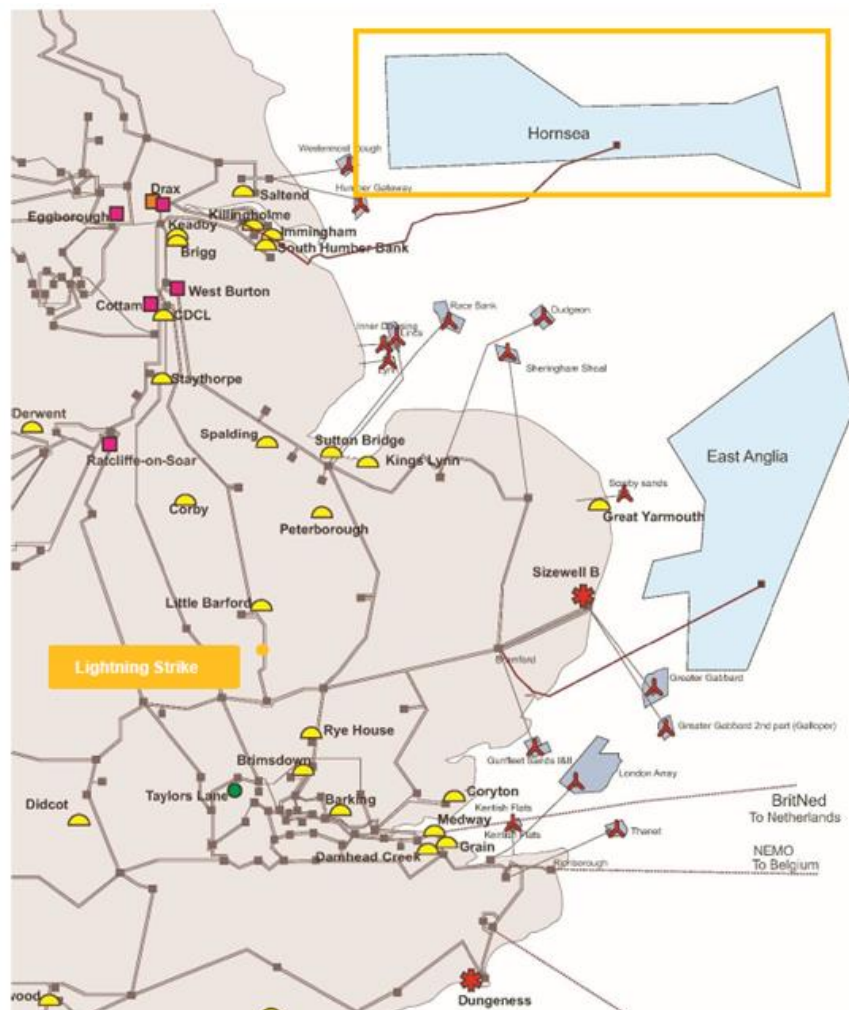 Hornsea
Westermost Rough
Humber Gateway
Drax
Saltend
Eggborough
Killingholme
Keadby
Immingham
Brigg
South Humber Bank
West Burton
Cottam
CDCL
Race Bank
Dudgeon
Lincs
Sheringham Shoal
Staythorpe
Derwent
Spalding
Sutton Bridge
Ratcliffe-on-Soar
Kings Lynn
East Anglia
Corby
Peterborough
Great Yarmouth
Sizewell B
Little Barford
Lightning Strike
Bramford
Greater Gabbard
Greater Gabbard 2nd part (Galloper)
Rye House
Gunfleet Sands I&II
Brimsdown
London Array
Taylors Lane
Coryton
Didcot
Barking
Kentish Flats
BritNed
To Netherlands
Medway
Kentish Flats
Thanet
Damhead Creek
Grain
NEMO
To Belgium
Richborough
wood
Dungeness